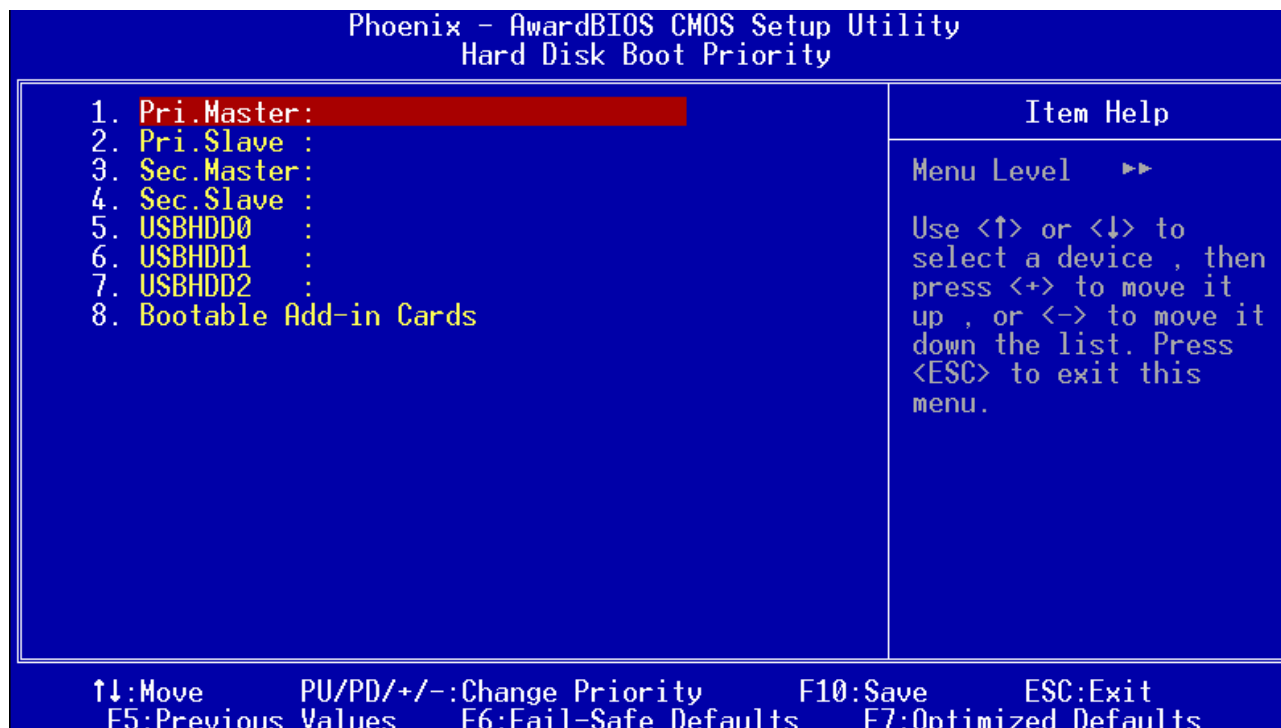 Phoenix - AwardBIOS CMOS Setup Utility
Hard Disk Boot Priority
1. Pri.Master:
2. Pri.Slave :
3. Sec.Master:
4. Sec.Slave :
5. USBHDD0 :
6. USBHDD1 :
7. USBHDD2 :
8. Bootable Add-in Cards
Item Help
Menu Level ►►
Use <↑> or <↓> to
select a device , then
press <+> to move it
up , or <-> to move it
down the list. Press
<ESC> to exit this
menu.
↑↓:Move PU/PD/+/-:Change Priority F10:Save ESC:Exit
F5:Previous Values F6:Fail-Safe Defaults F7:Optimized Defaults